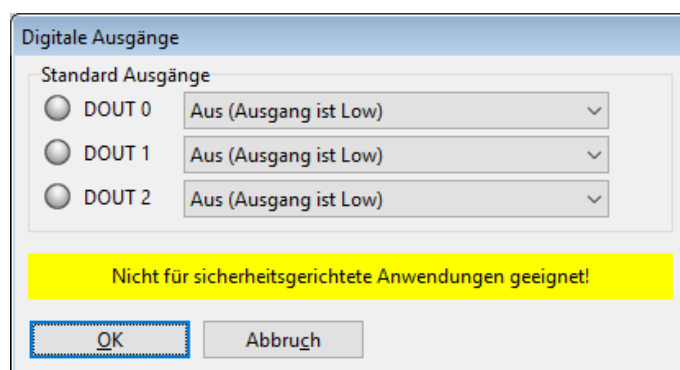 Digitale Ausgänge
Standard Ausgänge
DOUT 0 Aus (Ausgang ist Low)
DOUT 1 Aus (Ausgang ist Low)
DOUT 2 Aus (Ausgang ist Low)
Nicht für sicherheitsgerichtete Anwendungen geeignet!
OK Abbruch